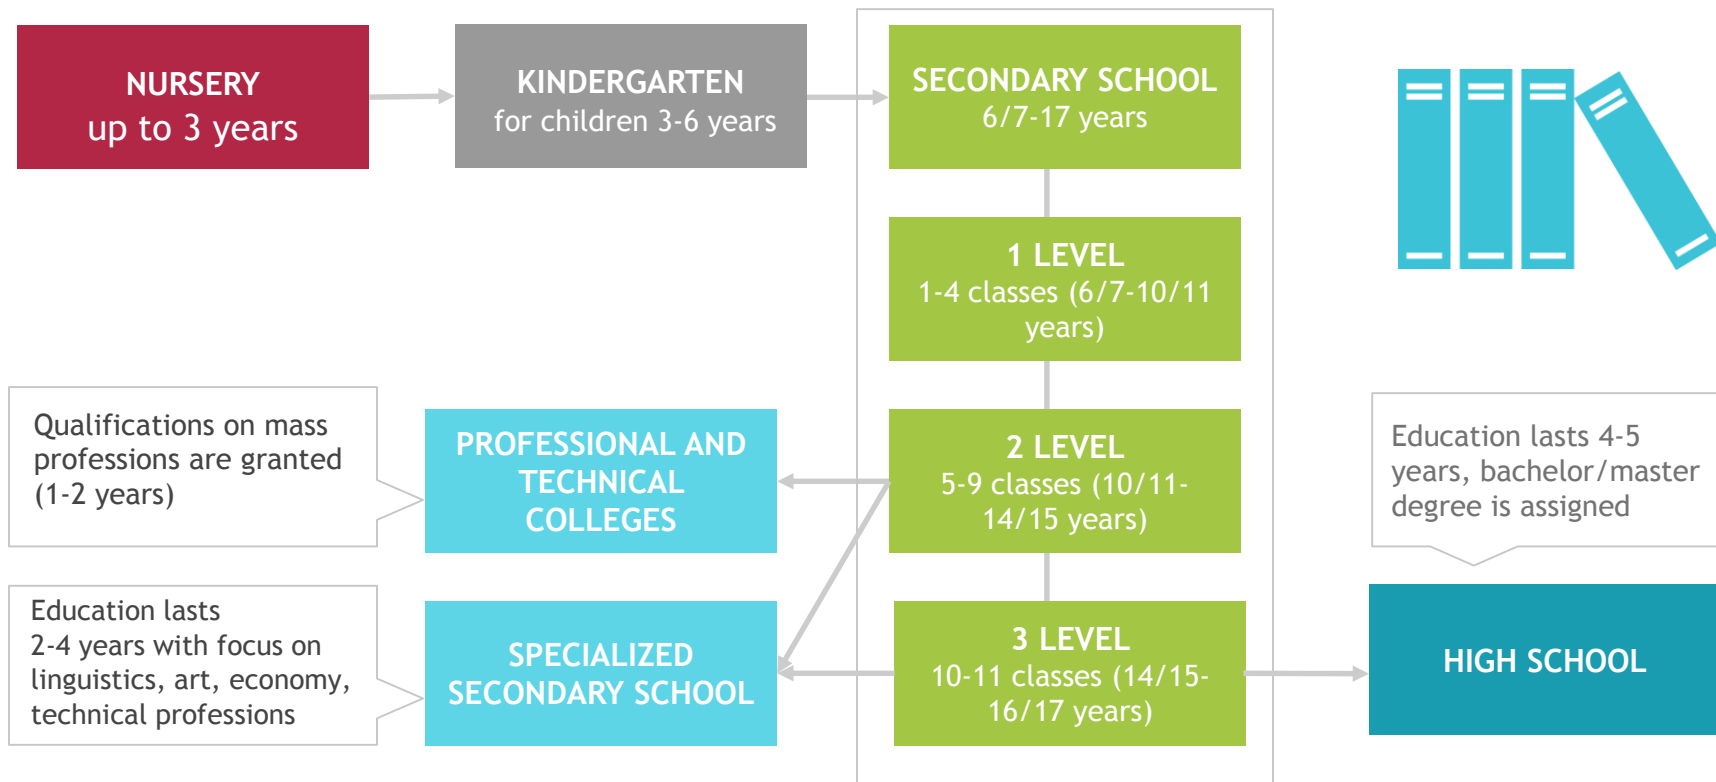 NURSERY
up to 3 years
KINDERGARTEN
for children 3-6 years
SECONDARY SCHOOL
6/7-17 years
1 LEVEL
1-4 classes (6/7-10/11
years)
Qualifications on mass
professions are granted
(1-2 years)
PROFESSIONAL AND
TECHNICAL
COLLEGES
2 LEVEL
5-9 classes (10/11-
14/15 years)
Education lasts 4-5
years, bachelor/master
degree is assigned
Education lasts
2-4 years with focus on
linguistics, art, economy,
technical professions
SPECIALIZED
SECONDARY SCHOOL
3 LEVEL
10-11 classes (14/15-
16/17 years)
HIGH SCHOOL